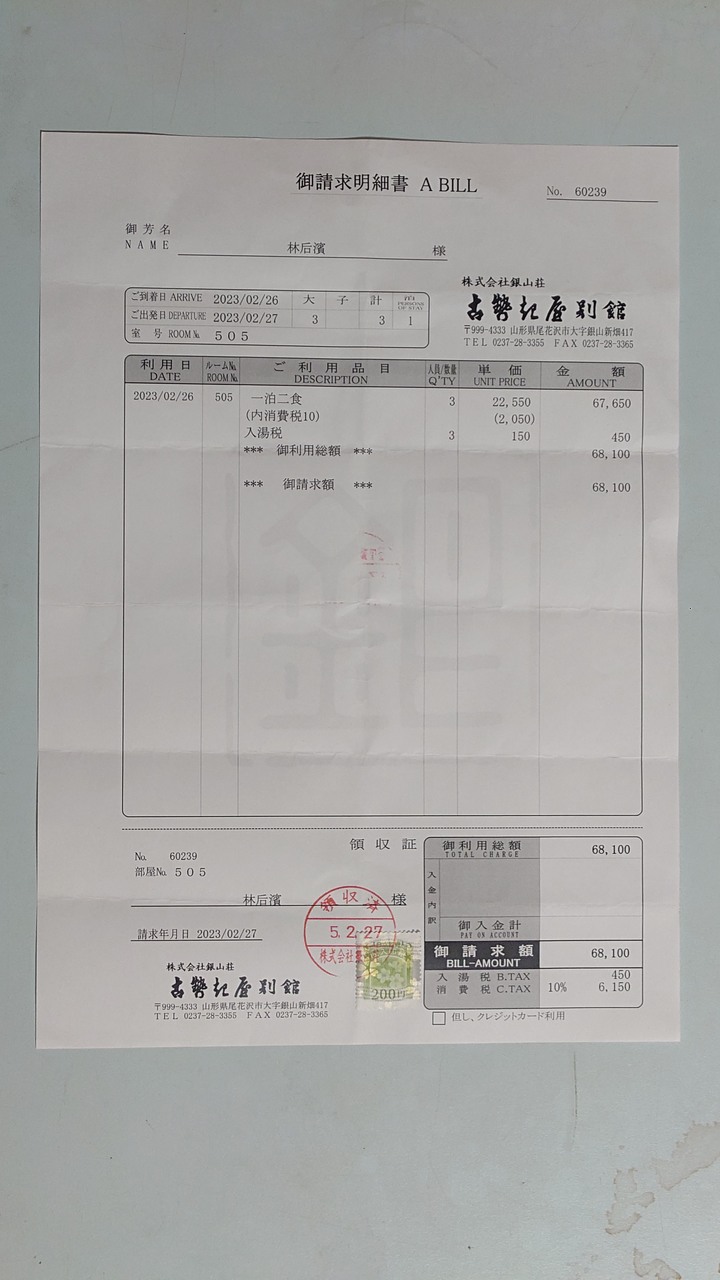 御請求明細書 A BILL
No. 60239
御芳名
NAME 林后濱 様
ご到着日 ARRIVE 2023/02/26 大 子 計 泊 PERSONS OF STAY
ご出発日 DEPARTURE 2023/02/27 3 3 1
室 号 ROOM № 505
株式会社銀山荘
古勢起屋別館
〒999-4333 山形県尾花沢市大字銀山新畑417
TEL 0237-28-3355 FAX 0237-28-3365
利用日 DATE ルーム№ ROOM № ご利用品目 DESCRIPTION 人員/数量 Q'TY 単価 UNIT PRICE 金額 AMOUNT
2023/02/26 505 一泊二食 3 22,550 67,650
(内消費税10) (2,050)
入湯税 3 150 450
*** 御利用総額 *** 68,100
*** 御請求額 *** 68,100
領収証
No. 60239
部屋No. 505
林后濱 様
請求年月日 2023/02/27
株式会社銀山荘
古勢起屋別館
〒999-4333 山形県尾花沢市大字銀山新畑417
TEL 0237-28-3355 FAX 0237-28-3365
領収済
5.2.27
株式会社
200円
御利用総額 TOTAL CHARGE 68,100
入金内訳
御入金計 PAY ON ACCOUNT
御請求額 BILL-AMOUNT 68,100
入湯税 B.TAX 450
消費税 C.TAX 10% 6.150
但し、クレジットカード利用